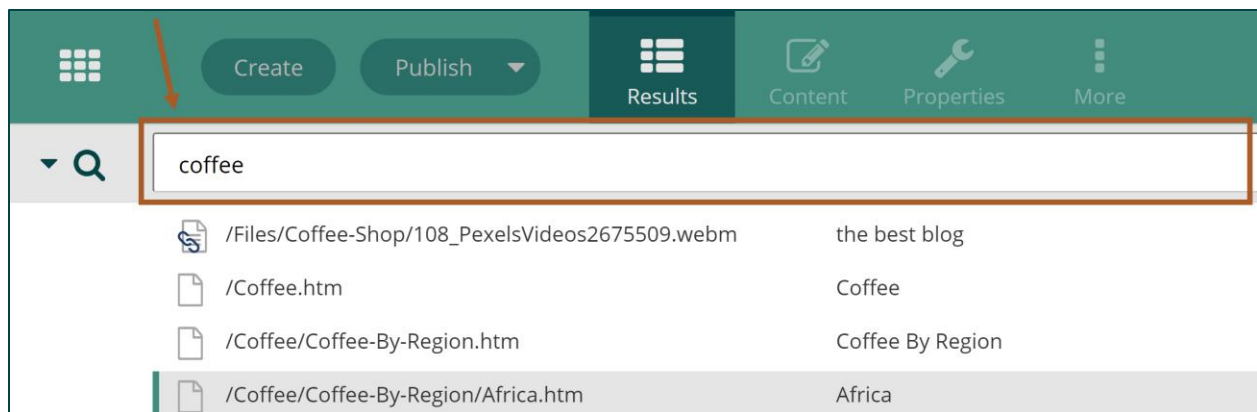 Create Publish
Results Content Properties More
coffee
/Files/Coffee-Shop/108_PexelsVideos2675509.webm the best blog
/Coffee.htm Coffee
/Coffee/Coffee-By-Region.htm Coffee By Region
/Coffee/Coffee-By-Region/Africa.htm Africa